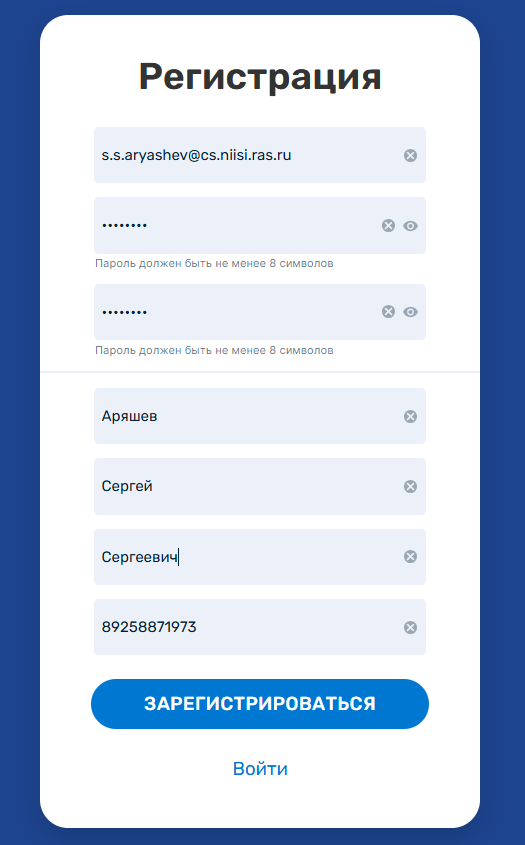 Регистрация
s.s.aryashev@cs.niisi.ras.ru
••••••••
Пароль должен быть не менее 8 символов
••••••••
Пароль должен быть не менее 8 символов
Аряшев
Сергей
Сергеевич
89258871973
ЗАРЕГИСТРИРОВАТЬСЯ
Войти